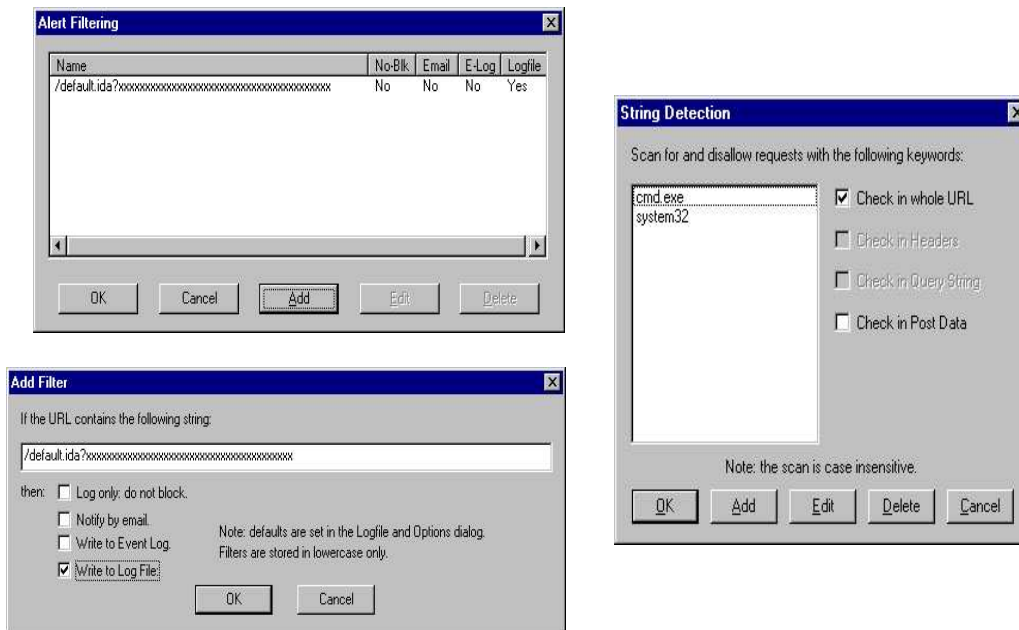 Alert Filtering
Name No-Blk Email E-Log Logfile
/default.ida?xxxxxxxxxxxxxxxxxxxxxxxxxxxxxxxxxxxxxxxxx No No No Yes
OK Cancel Add Edit Delete
Add Filter
If the URL contains the following string:
/default.ida?xxxxxxxxxxxxxxxxxxxxxxxxxxxxxxxxxxxxxxxx
then: Log only: do not block.
Notify by email.
Write to Event Log.
Write to Log File:
Note: defaults are set in the Logfile and Options dialog.
Filters are stored in lowercase only.
OK Cancel
String Detection
Scan for and disallow requests with the following keywords:
cmd.exe
system32
Check in whole URL
Check in Headers
Check in Query String
Check in Post Data
Note: the scan is case insensitive.
OK Add Edit Delete Cancel